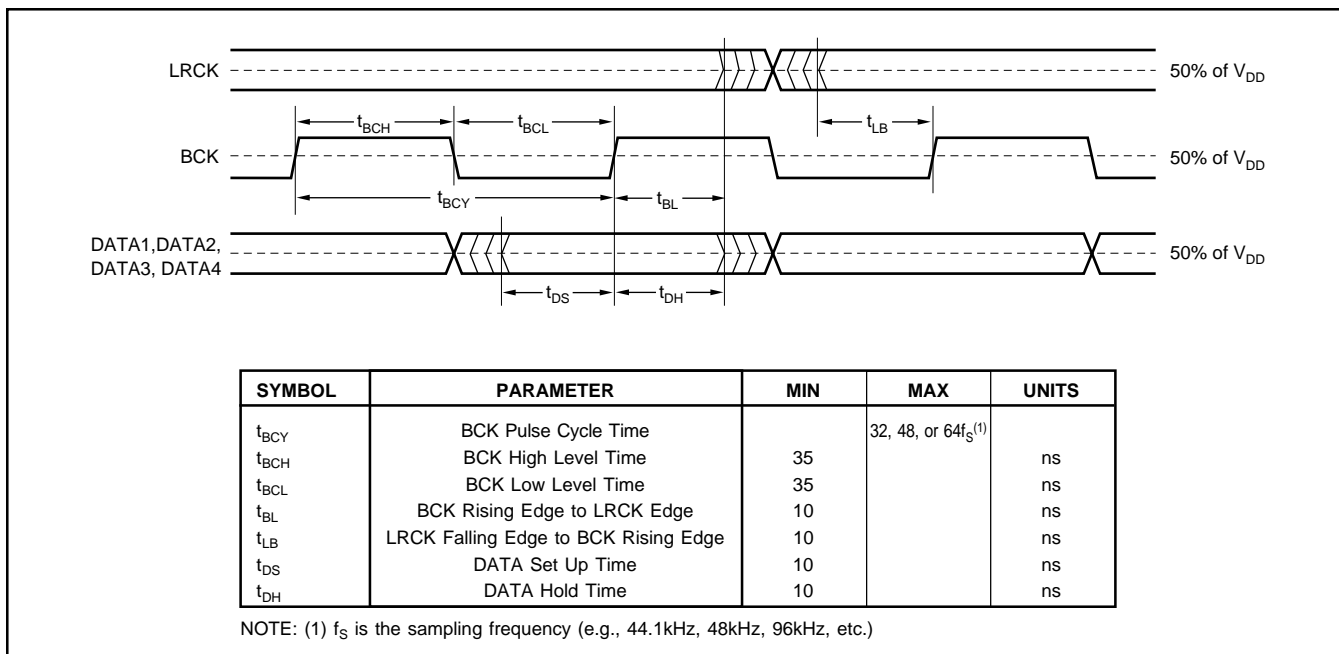 LRCK
50% of VDD
tBCH
tBCL
tLB
BCK
50% of VDD
tBCY
tBL
DATA1,DATA2,
DATA3, DATA4
50% of VDD
tDS
tDH
SYMBOL PARAMETER MIN MAX UNITS
tBCY BCK Pulse Cycle Time 32, 48, or 64fS(1)
tBCH BCK High Level Time 35 ns
tBCL BCK Low Level Time 35 ns
tBL BCK Rising Edge to LRCK Edge 10 ns
tLB LRCK Falling Edge to BCK Rising Edge 10 ns
tDS DATA Set Up Time 10 ns
tDH DATA Hold Time 10 ns
NOTE: (1) fS is the sampling frequency (e.g., 44.1kHz, 48kHz, 96kHz, etc.)